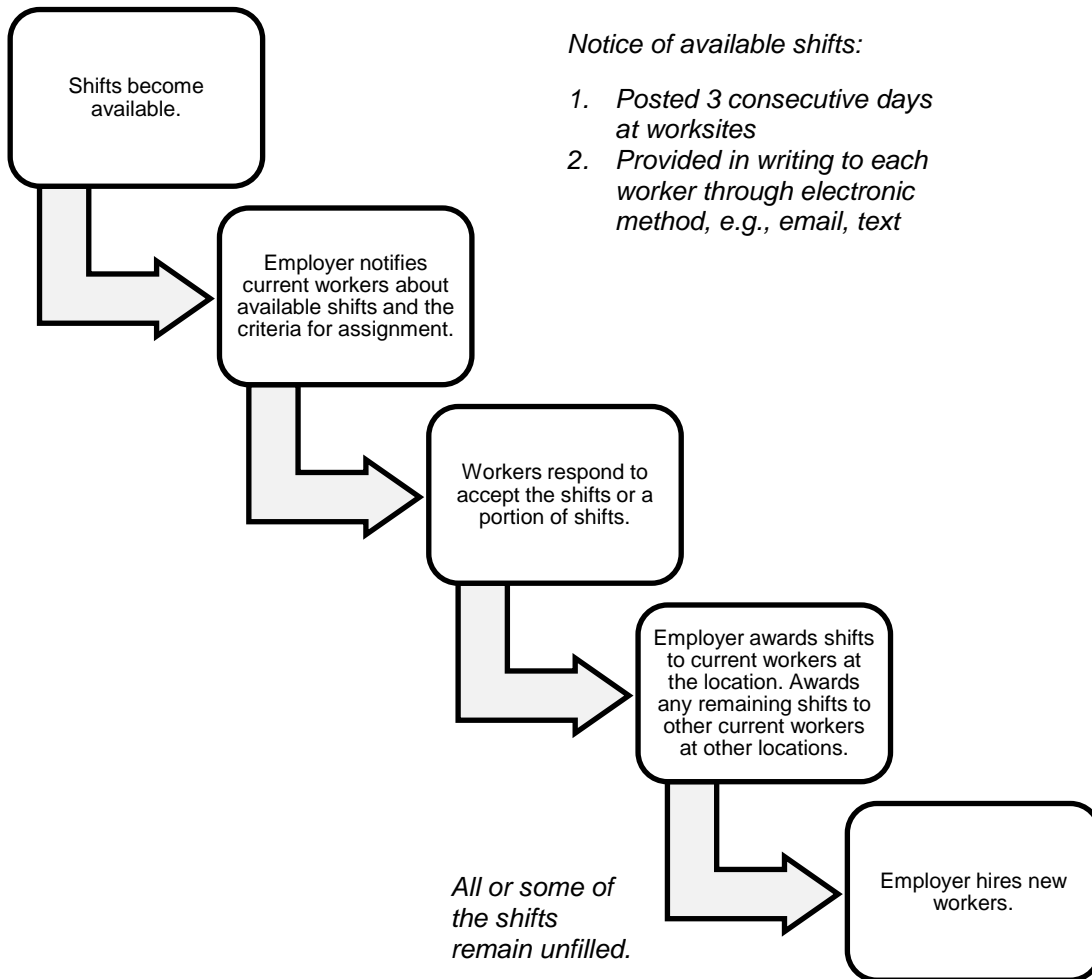 Shifts become
available.
Notice of available shifts:
1. Posted 3 consecutive days
at worksites
2. Provided in writing to each
worker through electronic
method, e.g., email, text
Employer notifies
current workers about
available shifts and the
criteria for assignment.
Workers respond to
accept the shifts or a
portion of shifts.
Employer awards shifts
to current workers at
the location. Awards
any remaining shifts to
other current workers
at other locations.
All or some of
the shifts
remain unfilled.
Employer hires new
workers.